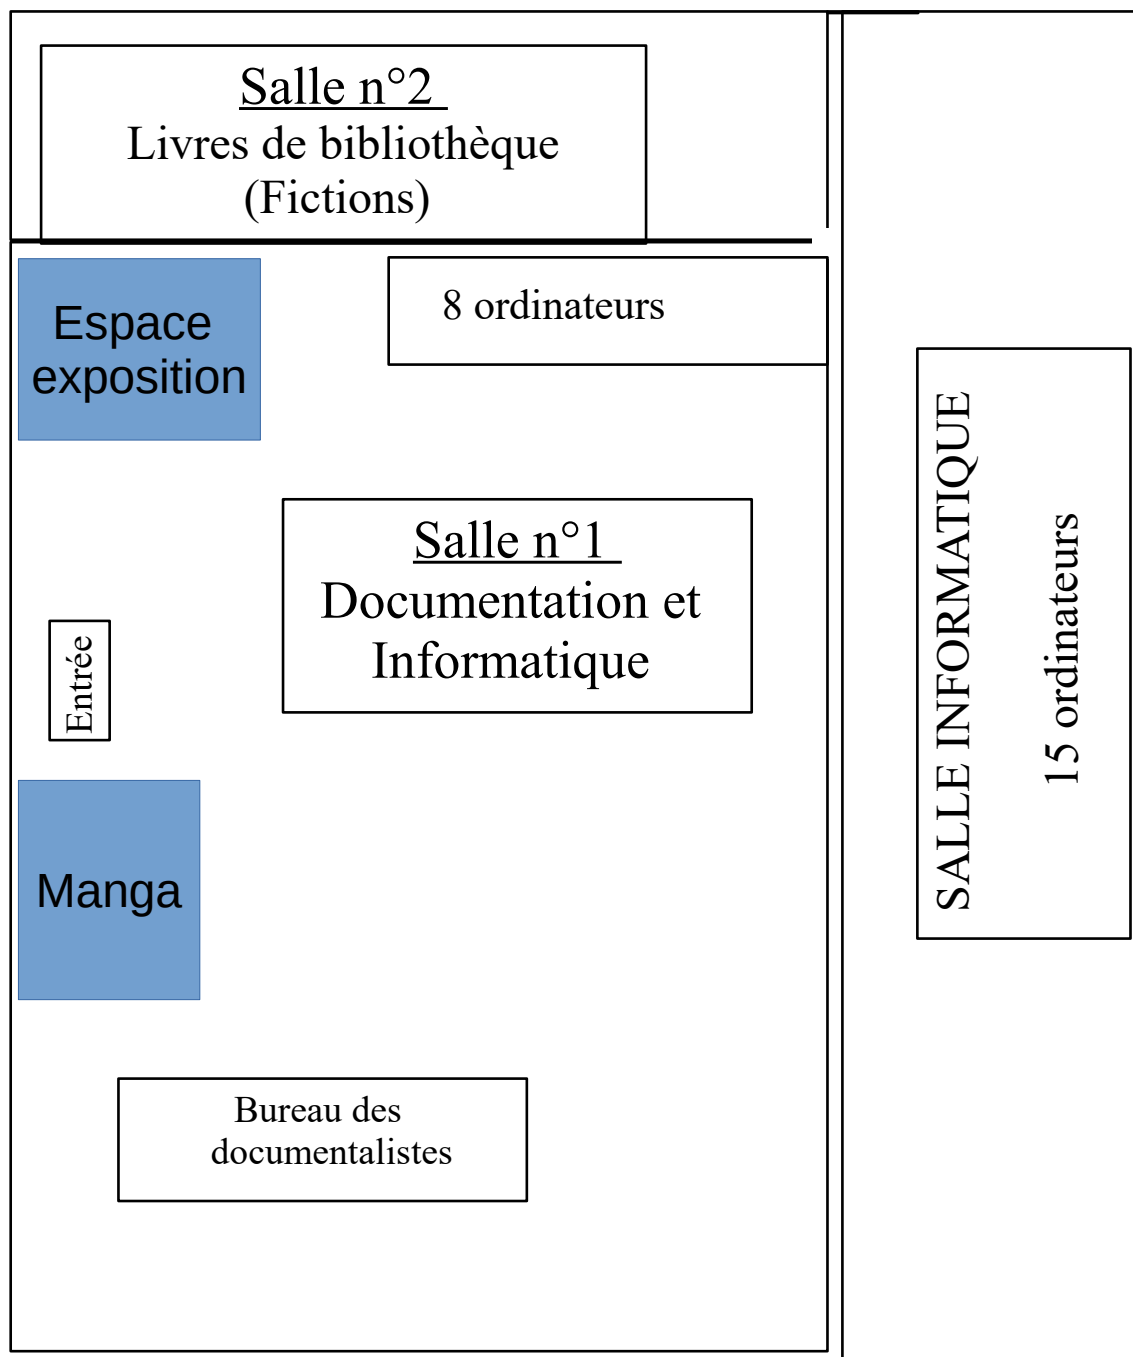 Salle n°2
Livres de bibliothèque
(Fictions)
Espace
exposition
8 ordinateurs
Salle n°1
Documentation et
Informatique
Entrée
Manga
Bureau des
documentalistes
SALLE INFORMATIQUE
15 ordinateurs